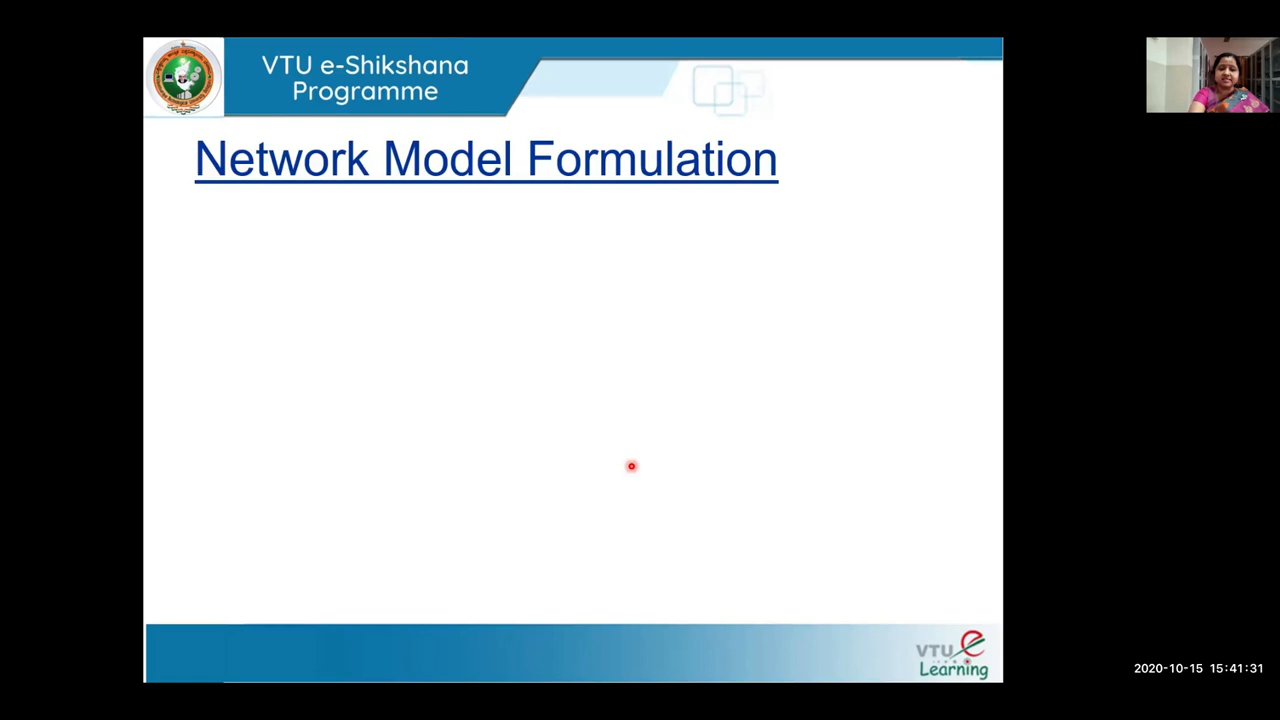 VTU e-Shikshana
Programme
Network Model Formulation
VTU e
Learning
2020-10-15 15:41:31